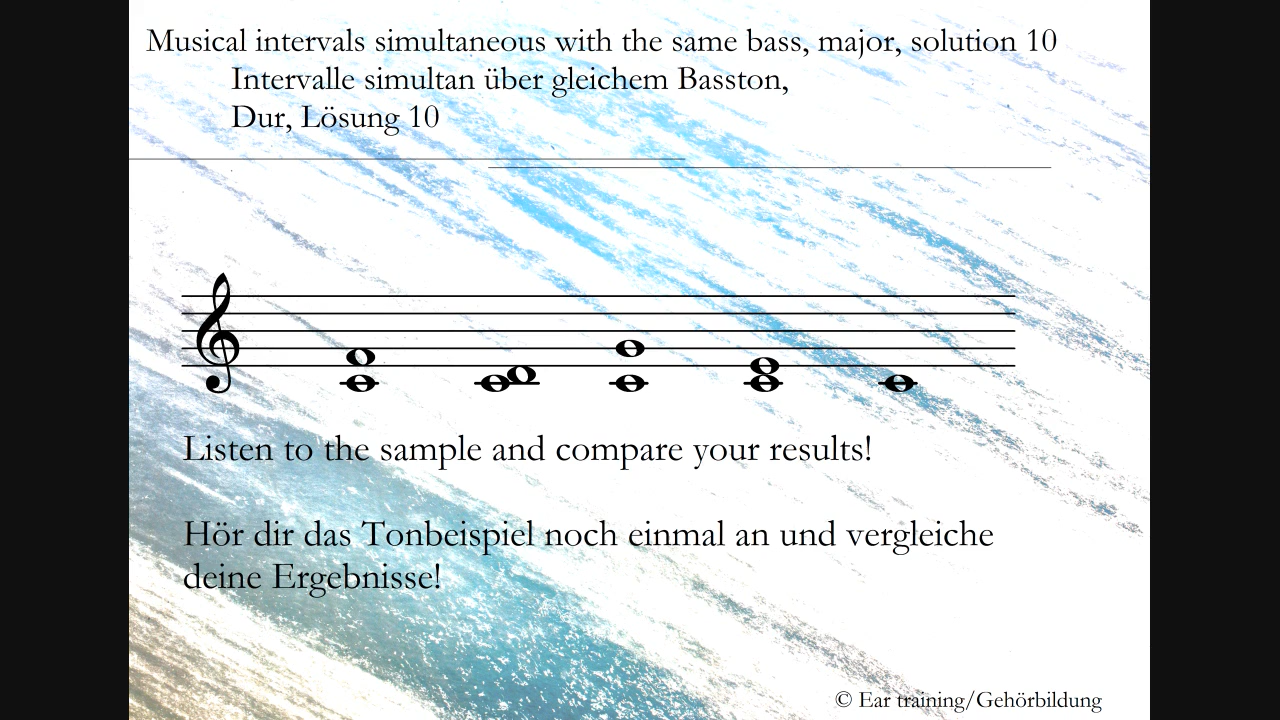 Musical intervals simultaneous with the same bass, major, solution 10
Intervalle simultan über gleichem Basston,
Dur, Lösung 10
Listen to the sample and compare your results!
Hör dir das Tonbeispiel noch einmal an und vergleiche
deine Ergebnisse!
© Ear training/Gehörbildung